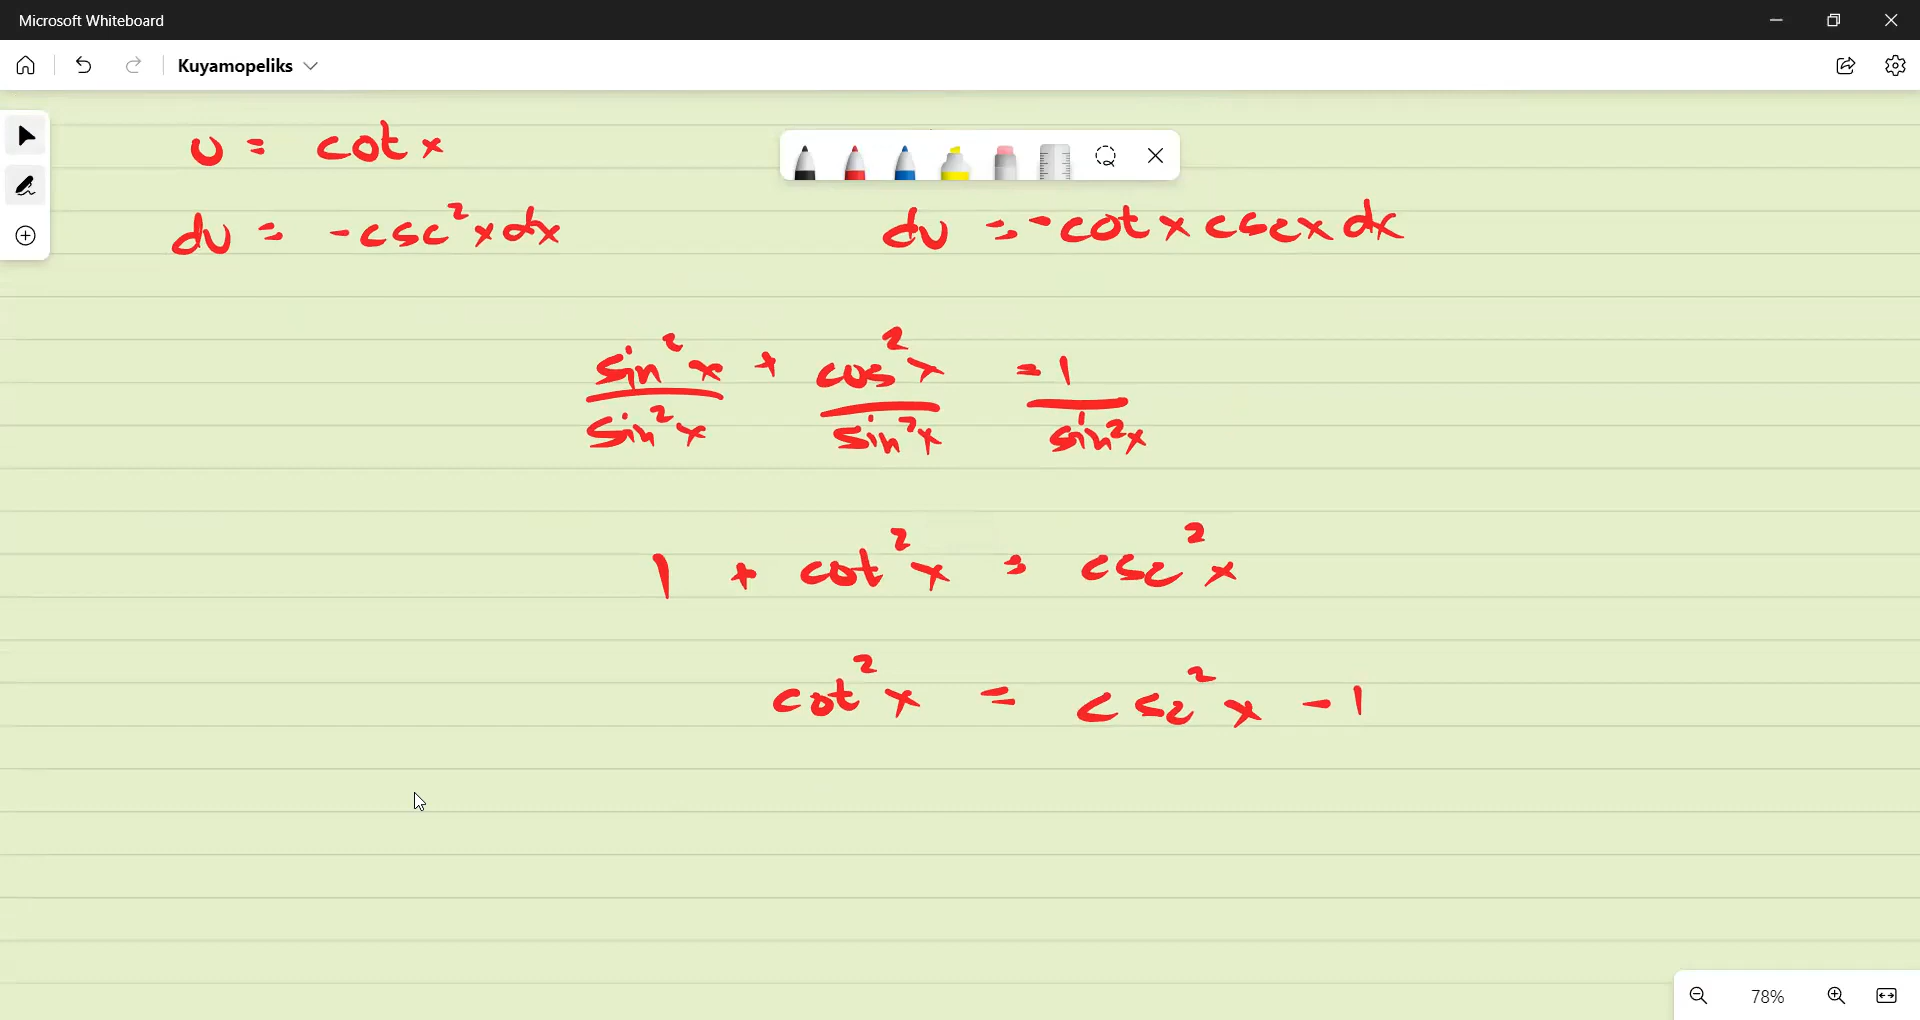 Microsoft Whiteboard
Kuyamopeliks
u = cot x
du = -csc²x dx
du = -cot x csc x dx
sin²x + cos²x = 1
sin²x sin²x sin²x
1 + cot²x = csc²x
cot²x = csc²x - 1
78%